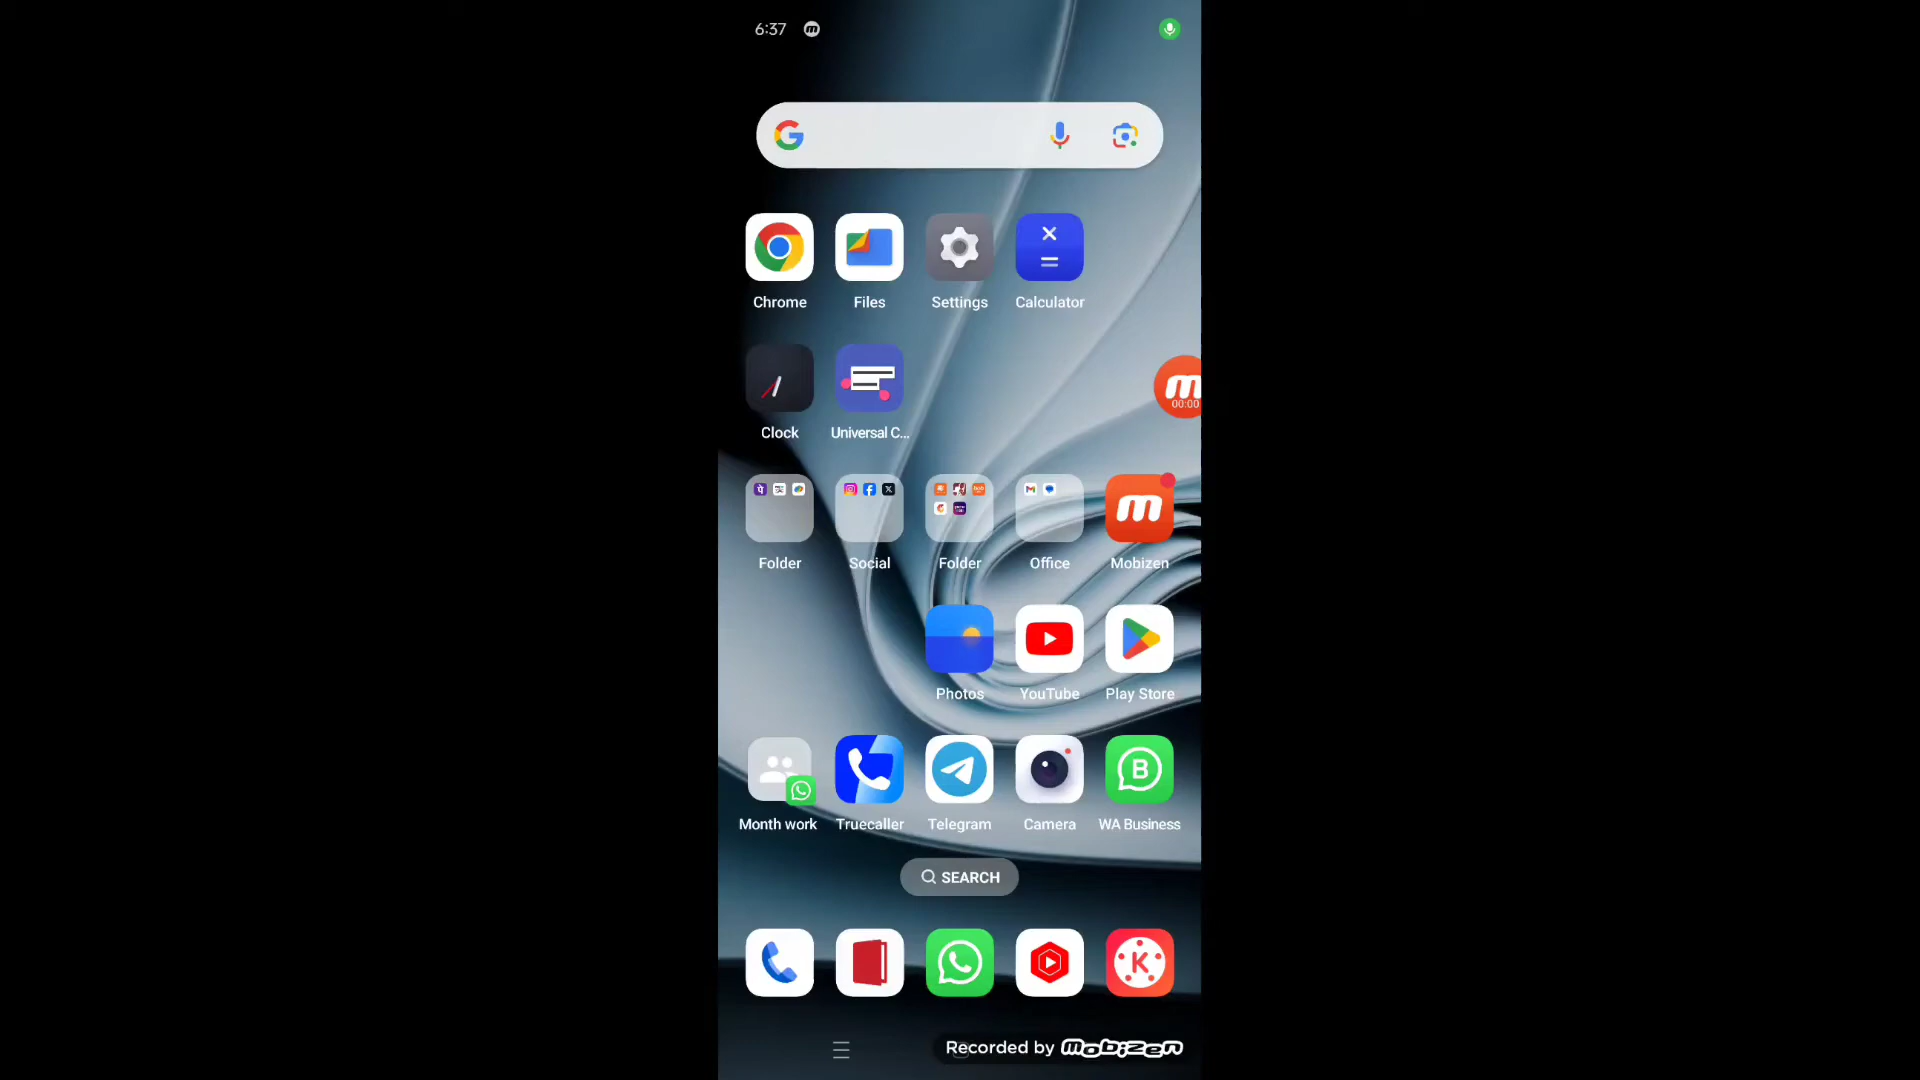 6:37
Chrome
Files
Settings
Calculator
00:00
Clock
Universal C...
Folder
Social
Folder
Office
Mobizen
Photos
YouTube
Play Store
Month work
Truecaller
Telegram
Camera
WA Business
SEARCH
Recorded by mobizen